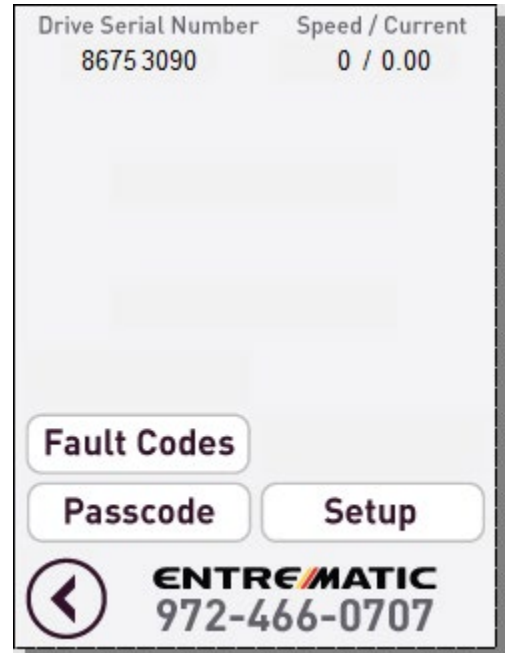 Drive Serial Number Speed / Current
8675 3090 0 / 0.00
Fault Codes
Passcode Setup
ENTREMATIC
972-466-0707